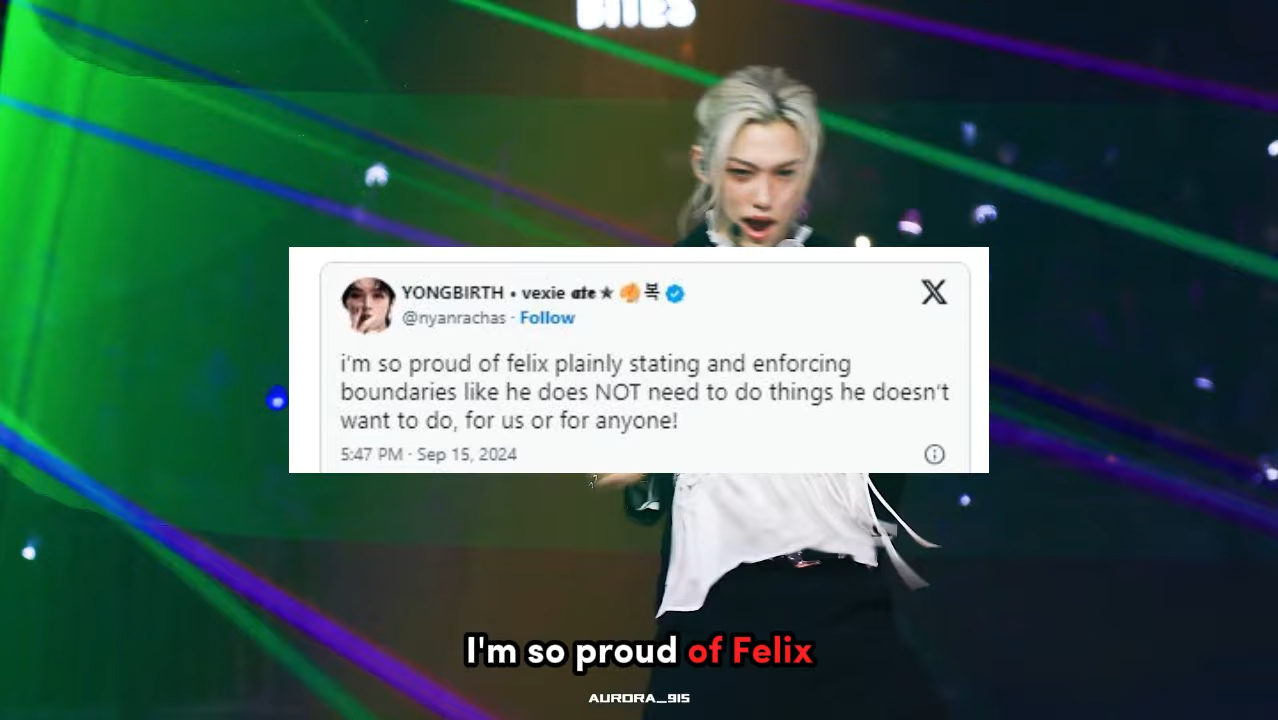 BITES
YONGBIRTH • vexie ate ★ 복
@nyanrachas · Follow
i'm so proud of felix plainly stating and enforcing
boundaries like he does NOT need to do things he doesn't
want to do, for us or for anyone!
5:47 PM · Sep 15, 2024
I'm so proud of Felix
AURORA_915